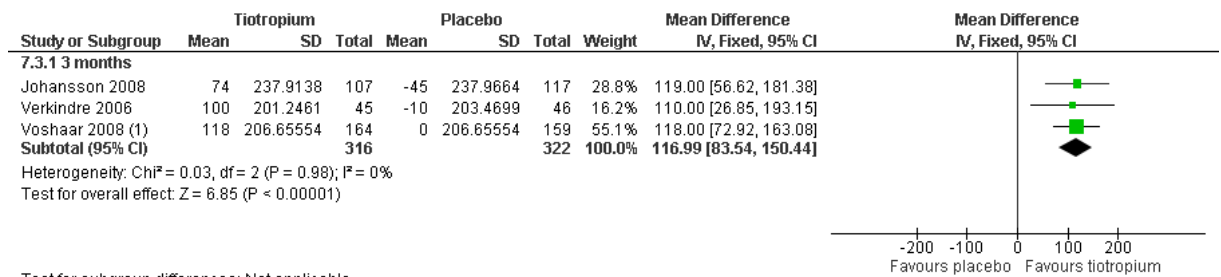 Tiotropium Placebo Mean Difference Mean Difference
Study or Subgroup Mean SD Total Mean SD Total Weight IV, Fixed, 95% CI IV, Fixed, 95% CI
7.3.1 3 months
Johansson 2008 74 237.9138 107 -45 237.9664 117 28.8% 119.00 [56.62, 181.38]
Verkindre 2006 100 201.2461 45 -10 203.4699 46 16.2% 110.00 [26.85, 193.15]
Voshaar 2008 (1) 118 206.65554 164 0 206.65554 159 55.1% 118.00 [72.92, 163.08]
Subtotal (95% CI) 316 322 100.0% 116.99 [83.54, 150.44]
Heterogeneity: Chi² = 0.03, df = 2 (P = 0.98); I² = 0%
Test for overall effect: Z = 6.85 (P < 0.00001)
-200 -100 0 100 200
Favours placebo Favours tiotropium
Test for subgroup differences: Not applicable